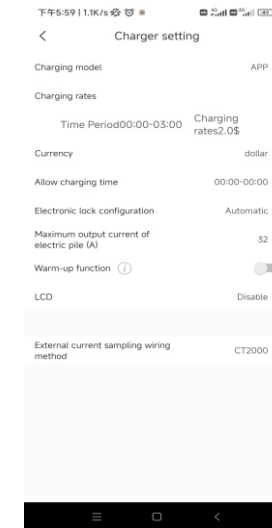 下午5:59 | 1.1K/s
Charger setting
Charging model APP
Charging rates
Time Period00:00-03:00 Charging
rates2.0$
Currency dollar
Allow charging time 00:00-00:00
Electronic lock configuration Automatic
Maximum output current of
electric pile (A) 32
Warm-up function
LCD Disable
External current sampling wiring
method CT2000